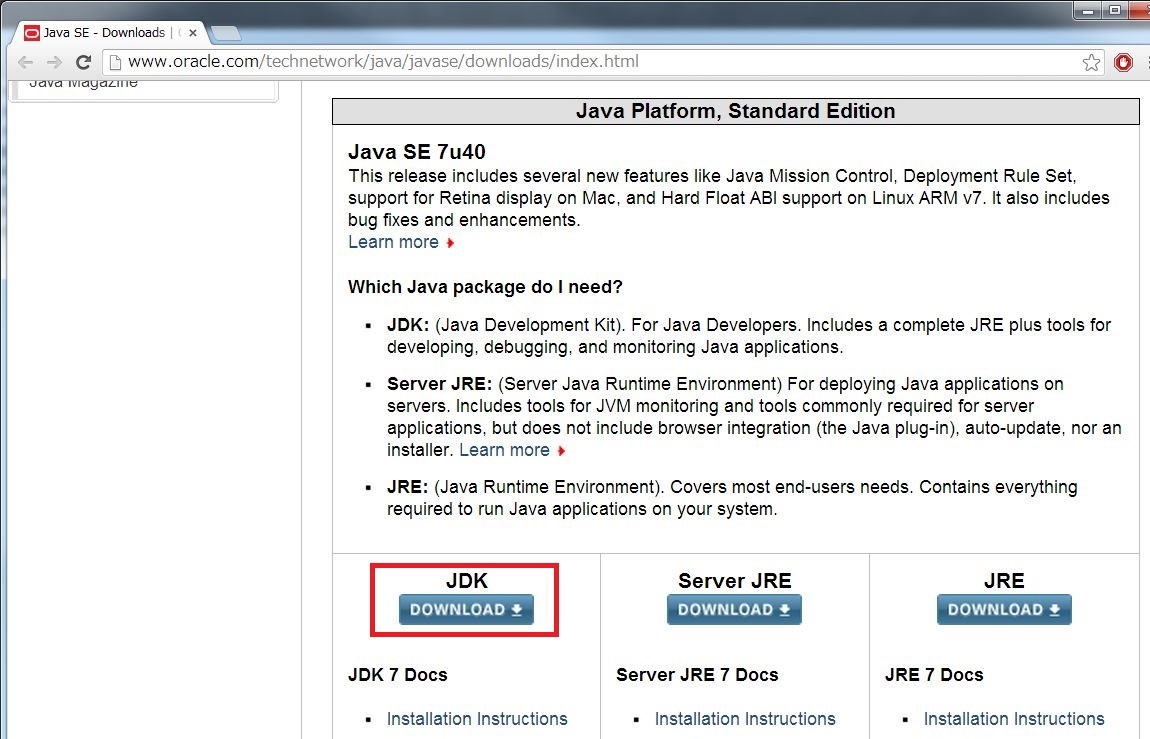 Java SE - Downloads |
www.oracle.com/technetwork/java/javase/downloads/index.html
Java Magazine
Java Platform, Standard Edition
Java SE 7u40
This release includes several new features like Java Mission Control, Deployment Rule Set,
support for Retina display on Mac, and Hard Float ABI support on Linux ARM v7. It also includes
bug fixes and enhancements.
Learn more
Which Java package do I need?
JDK: (Java Development Kit). For Java Developers. Includes a complete JRE plus tools for
developing, debugging, and monitoring Java applications.
Server JRE: (Server Java Runtime Environment) For deploying Java applications on
servers. Includes tools for JVM monitoring and tools commonly required for server
applications, but does not include browser integration (the Java plug-in), auto-update, nor an
installer. Learn more
JRE: (Java Runtime Environment). Covers most end-users needs. Contains everything
required to run Java applications on your system.
JDK
DOWNLOAD
Server JRE
DOWNLOAD
JRE
DOWNLOAD
JDK 7 Docs
Installation Instructions
Server JRE 7 Docs
Installation Instructions
JRE 7 Docs
Installation Instructions